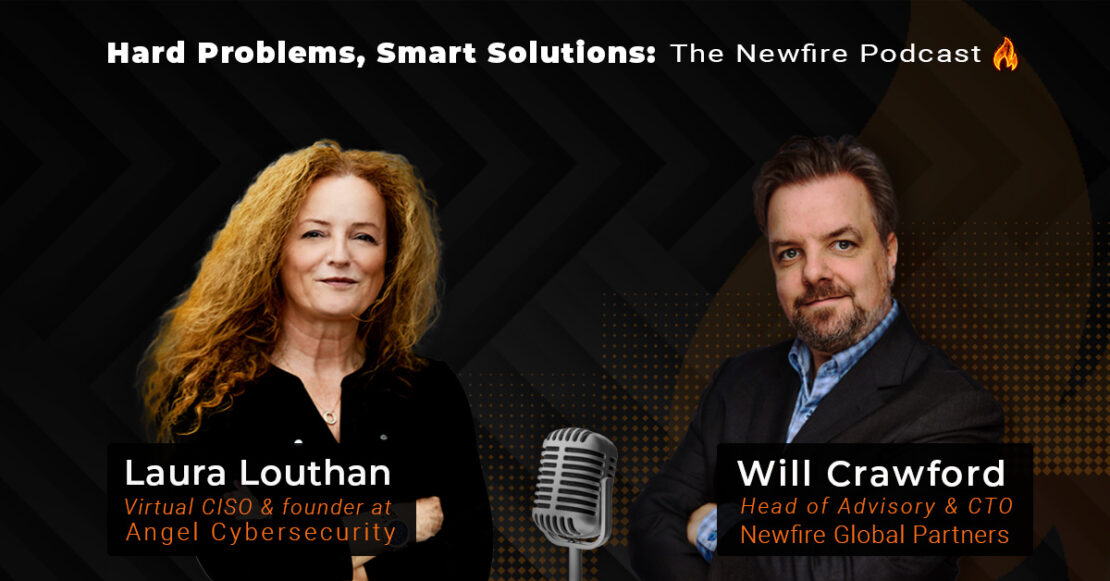 Hard Problems, Smart Solutions: The Newfire Podcast
Laura Louthan
Virtual CISO & founder at
Angel Cybersecurity
Will Crawford
Head of Advisory & CTO
Newfire Global Partners